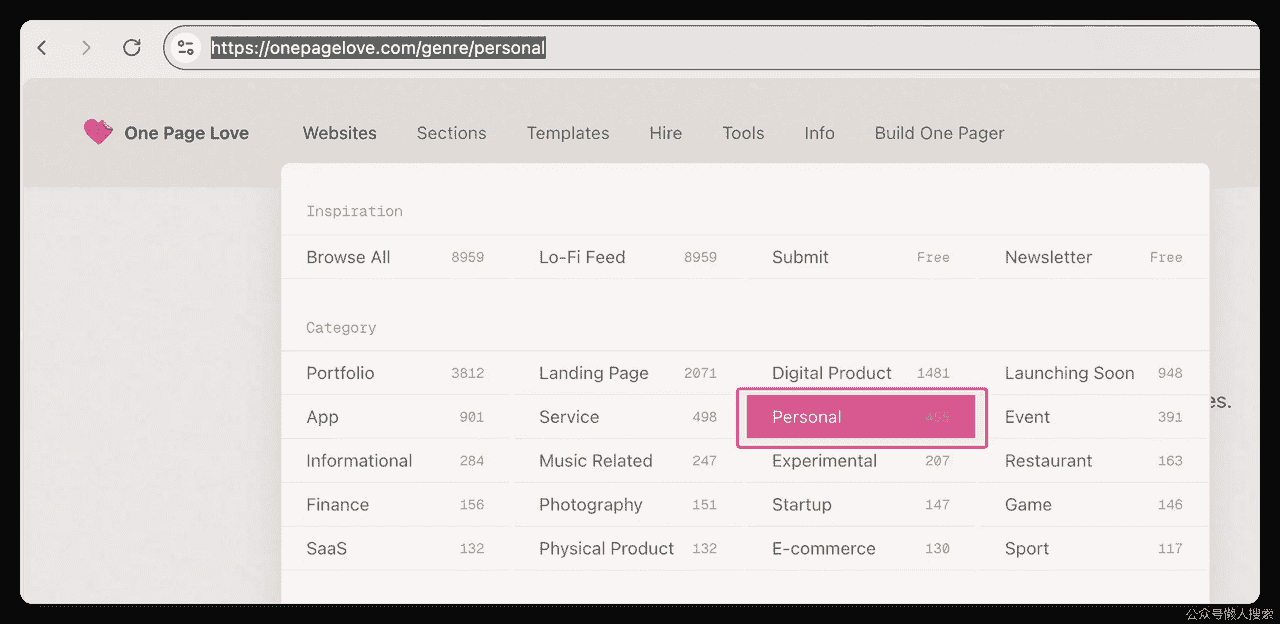 https://onepagelove.com/genre/personal
One Page Love Websites Sections Templates Hire Tools Info Build One Pager
Inspiration
Browse All 8959 Lo-Fi Feed 8959 Submit Free Newsletter Free
Category
Portfolio 3812 Landing Page 2071 Digital Product 1481 Launching Soon 948
es.
App 901 Service 498 Personal Event 391
Informational 284 Music Related 247 Experimental 207 Restaurant 163
Finance 156 Photography 151 Startup 147 Game 146
SaaS 132 Physical Product 132 E-commerce 130 Sport 117
公众号懒人搜索